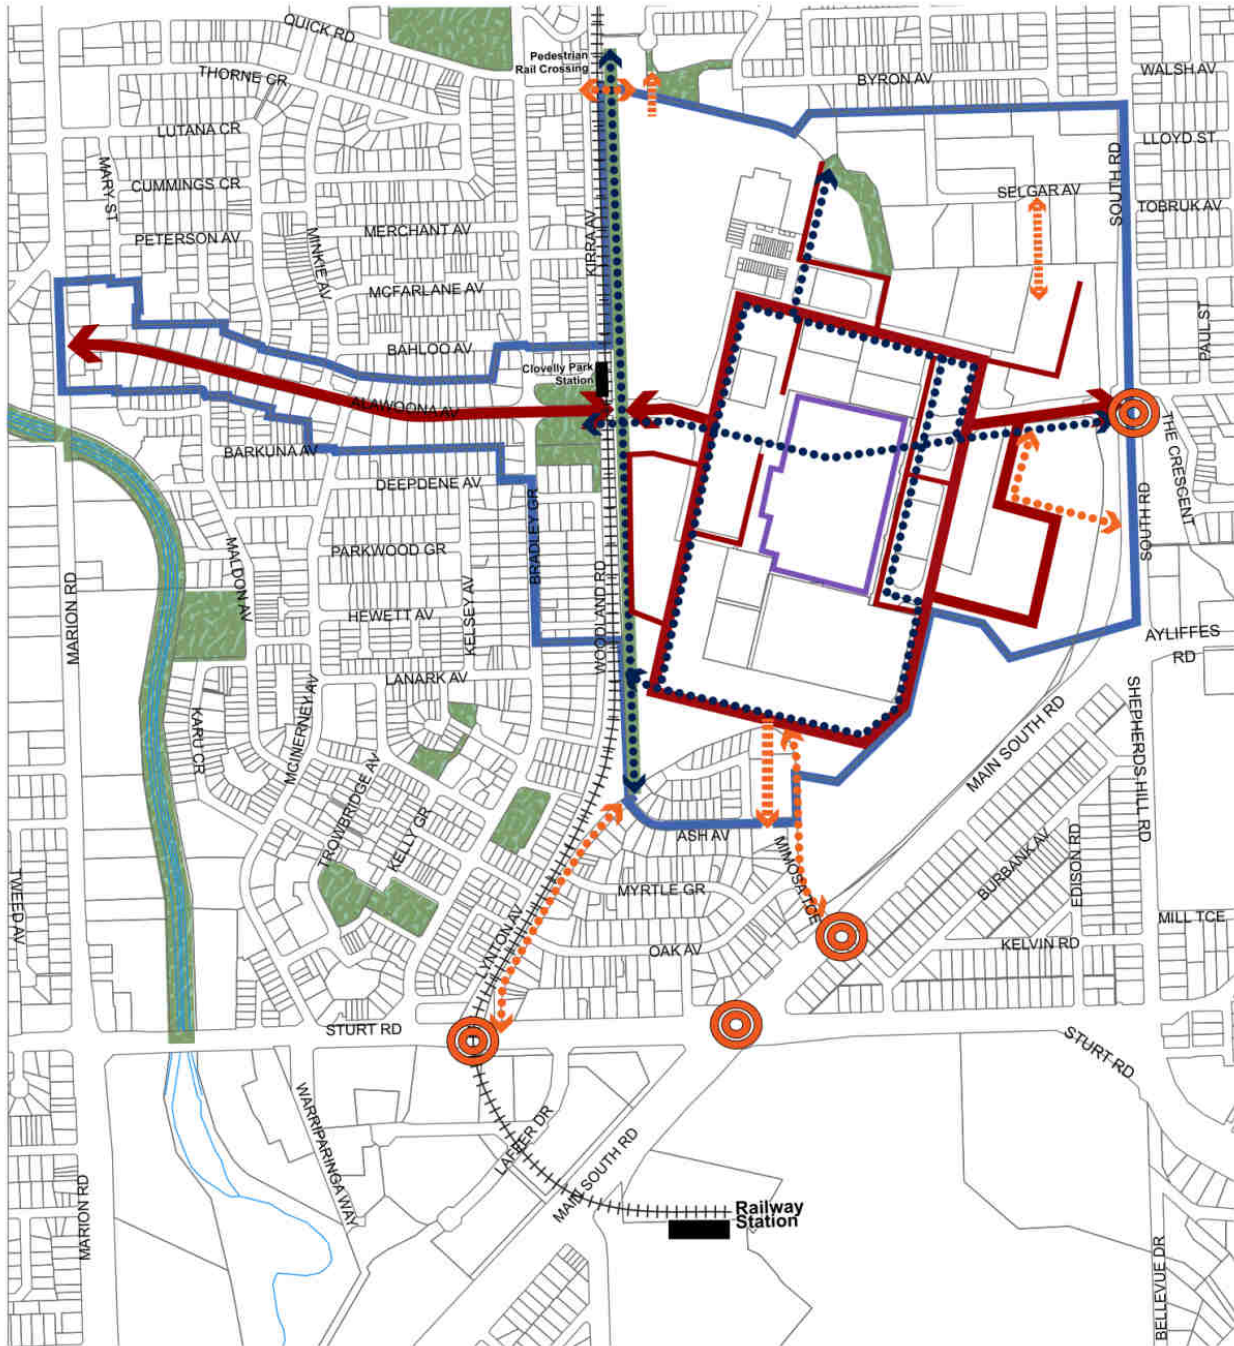 QUICK RD
Pedestrian
Rail Crossing
THORNE CR
BYRON AV
WALSH AV
LUTANA CR
LLOYD ST
MARY ST
CUMMINGS CR
SELGAR AV
SOUTH RD
TOBRUK AV
PETERSON AV
MINKIE AV
MERCHANT AV
KIRRA AV
MCFARLANE AV
PAUL ST
BAHLOO AV
Clovelly Park
Station
ALAWOONA AV
BARKUNA AV
DEEPDENE AV
THE CRESCENT
SOUTH RD
MALDON AV
PARKWOOD GR
BRADLEY GR
MARION RD
HEWETT AV
KELSEY AV
WOODLAND RD
AYLIFFES
RD
LANARK AV
KARU CR
MCINERNEY AV
MAIN SOUTH RD
SHEPHERDS HILL RD
TROWBRIDGE AV
KELLY GR
ASH AV
MIMOSA TCE
BURBANK AV
EDISON RD
TWEED AV
MYRTLE GR
MILL TCE
LYNTON AV
OAK AV
KELVIN RD
STURT RD
STURT RD
WARRIPARINGA WAY
LAFFER DR
MAIN SOUTH RD
MARION RD
Railway
Station
BELLEVUE DR